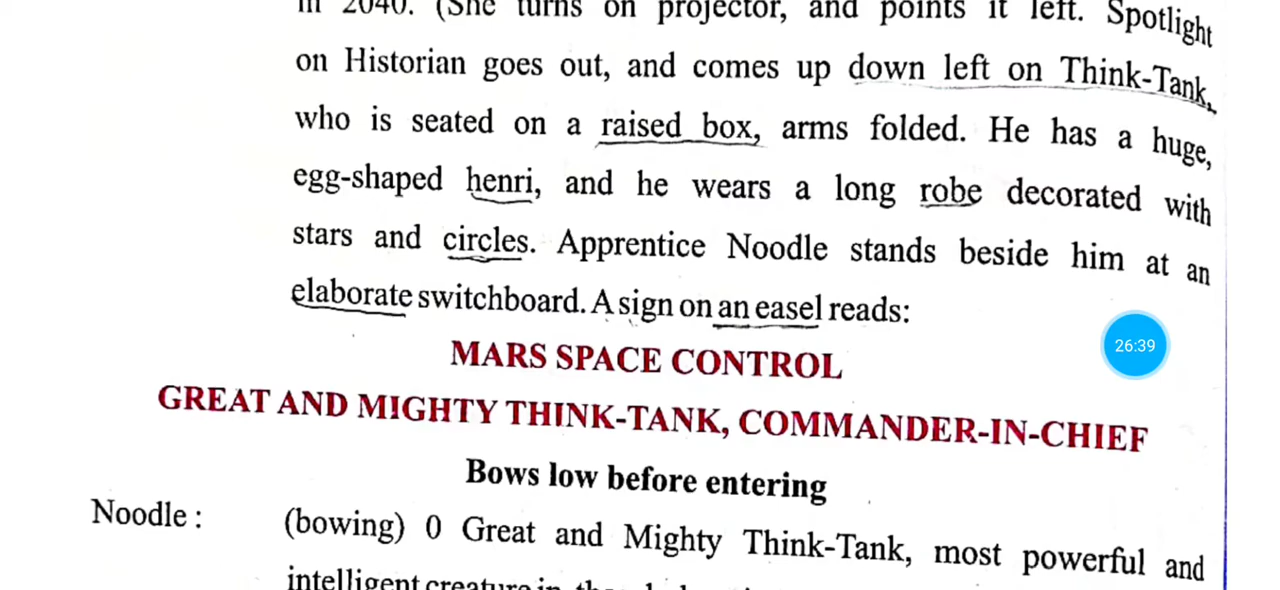 in 2040. (She turns on projector, and points it left. Spotlight
on Historian goes out, and comes up down left on Think-Tank,
who is seated on a raised box, arms folded. He has a huge,
egg-shaped henri, and he wears a long robe decorated with
stars and circles. Apprentice Noodle stands beside him at an
elaborate switchboard. A sign on an easel reads:
26:39
MARS SPACE CONTROL
GREAT AND MIGHTY THINK-TANK, COMMANDER-IN-CHIEF
Bows low before entering
Noodle : (bowing) 0 Great and Mighty Think-Tank, most powerful and
intelligent creature in